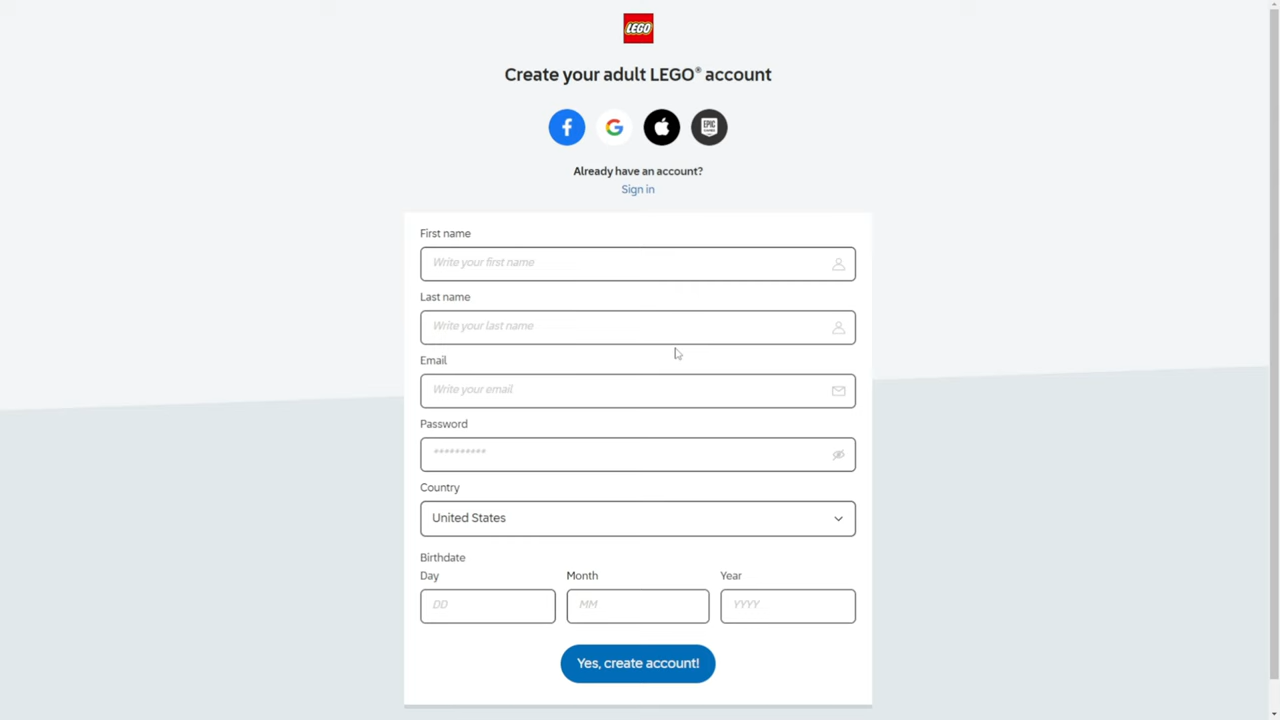 LEGO
Create your adult LEGO® account
EPIC
GAMES
Already have an account?
Sign in
First name
Write your first name
Last name
Write your last name
Email
Write your email
Password
**********
Country
United States
Birthdate
Day Month Year
DD MM YYYY
Yes, create account!